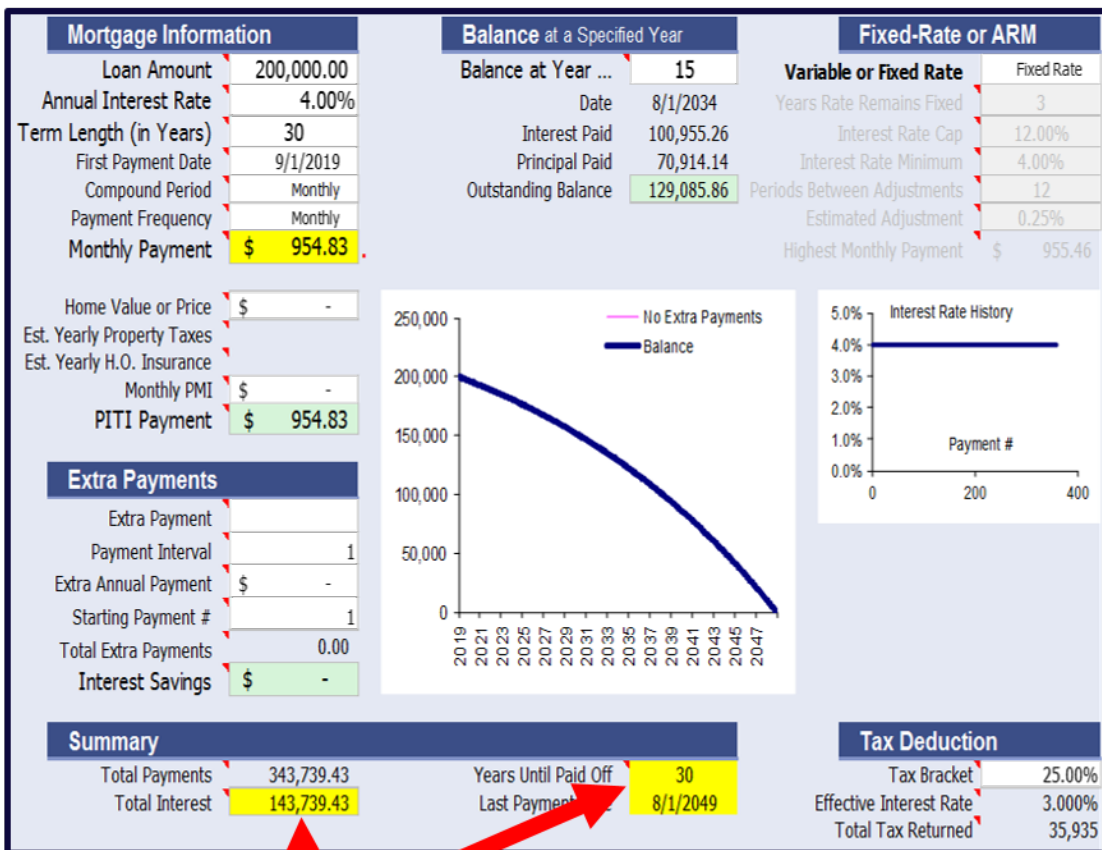 Mortgage Information
Loan Amount 200,000.00
Annual Interest Rate 4.00%
Term Length (in Years) 30
First Payment Date 9/1/2019
Compound Period Monthly
Payment Frequency Monthly
Monthly Payment $ 954.83
Balance at a Specified Year
Balance at Year ... 15
Date 8/1/2034
Interest Paid 100,955.26
Principal Paid 70,914.14
Outstanding Balance 129,085.86
Fixed-Rate or ARM
Variable or Fixed Rate Fixed Rate
Years Rate Remains Fixed 3
Interest Rate Cap 12.00%
Interest Rate Minimum 4.00%
Periods Between Adjustments 12
Estimated Adjustment 0.25%
Highest Monthly Payment $ 955.46
Home Value or Price $ -
Est. Yearly Property Taxes
Est. Yearly H.O. Insurance
Monthly PMI $ -
PITI Payment $ 954.83
Extra Payments
Extra Payment
Payment Interval 1
Extra Annual Payment $ -
Starting Payment # 1
Total Extra Payments 0.00
Interest Savings $ -
No Extra Payments
Balance
250,000
200,000
150,000
100,000
50,000
0
2019 2021 2023 2025 2027 2029 2031 2033 2035 2037 2039 2041 2043 2045 2047
Interest Rate History
5.0%
4.0%
3.0%
2.0%
1.0%
0.0%
Payment #
0 200 400
Summary
Total Payments 343,739.43
Total Interest 143,739.43
Years Until Paid Off 30
Last Payment 8/1/2049
Tax Deduction
Tax Bracket 25.00%
Effective Interest Rate 3.000%
Total Tax Returned 35,935